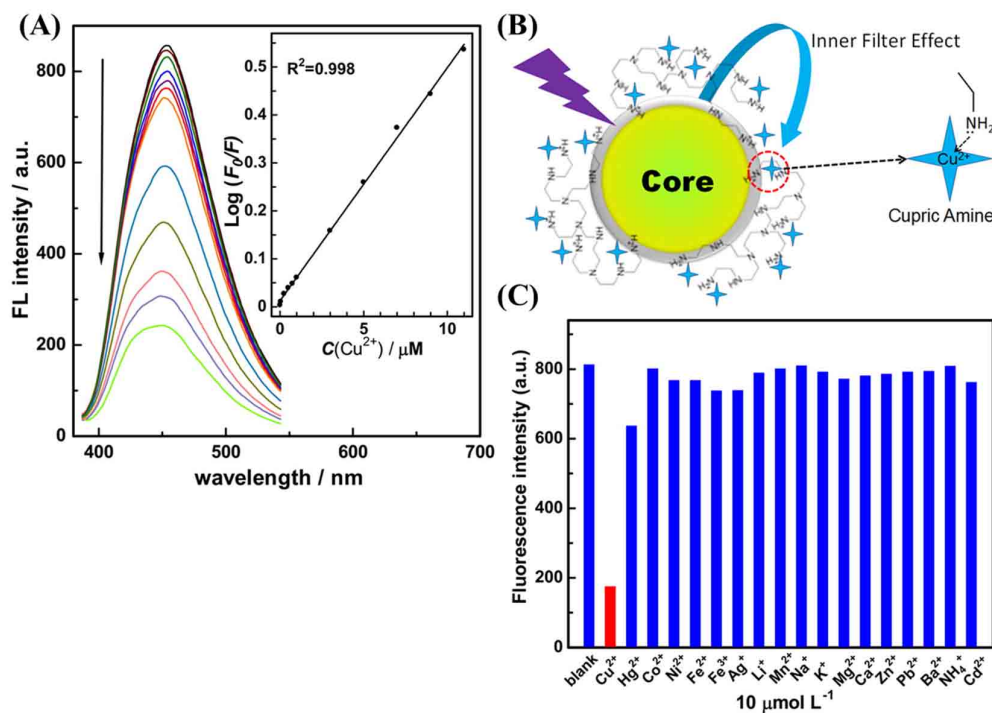 (A)
FL intensity / a.u.
800
600
400
200
0
400
500
600
700
wavelength / nm
R²=0.998
Log (F₀/F)
0.5
0.4
0.3
0.2
0.1
0
0
5
10
C(Cu²⁺) / μM
(B)
Inner Filter Effect
Core
NH₂
Cu²⁺
Cupric Amine
(C)
Fluorescence intensity (a.u.)
800
600
400
200
0
blank
Cu²⁺
Hg²⁺
Co²⁺
Ni²⁺
Fe²⁺
Fe³⁺
Ag⁺
Li⁺
Mn²⁺
Na⁺
K⁺
Mg²⁺
Ca²⁺
Zn²⁺
Pb²⁺
Ba²⁺
NH₄⁺
Cd²⁺
10 μmol L⁻¹